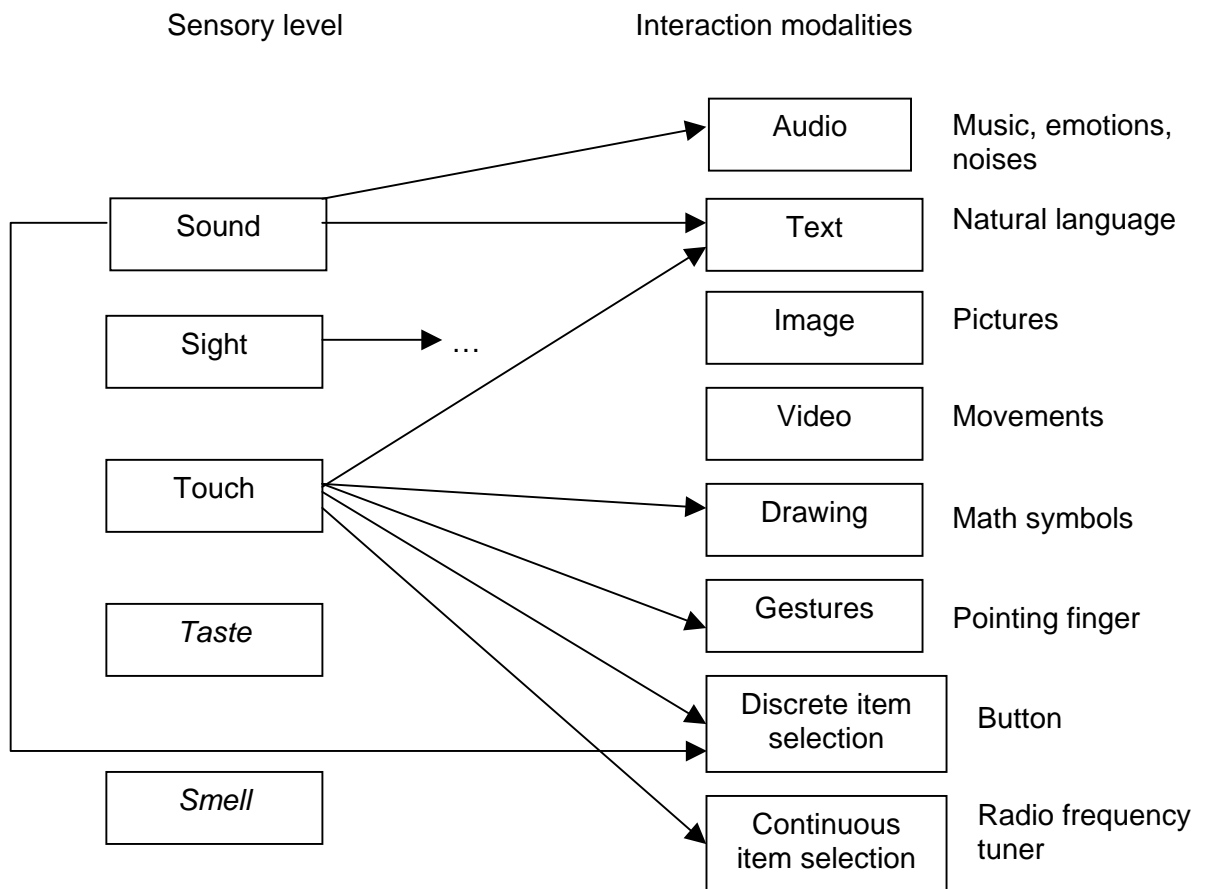 Sensory level
Interaction modalities
Audio
Music, emotions,
noises
Sound
Text
Natural language
Sight
...
Image
Pictures
Video
Movements
Touch
Drawing
Math symbols
Gestures
Pointing finger
Taste
Discrete item
selection
Button
Smell
Continuous
item selection
Radio frequency
tuner